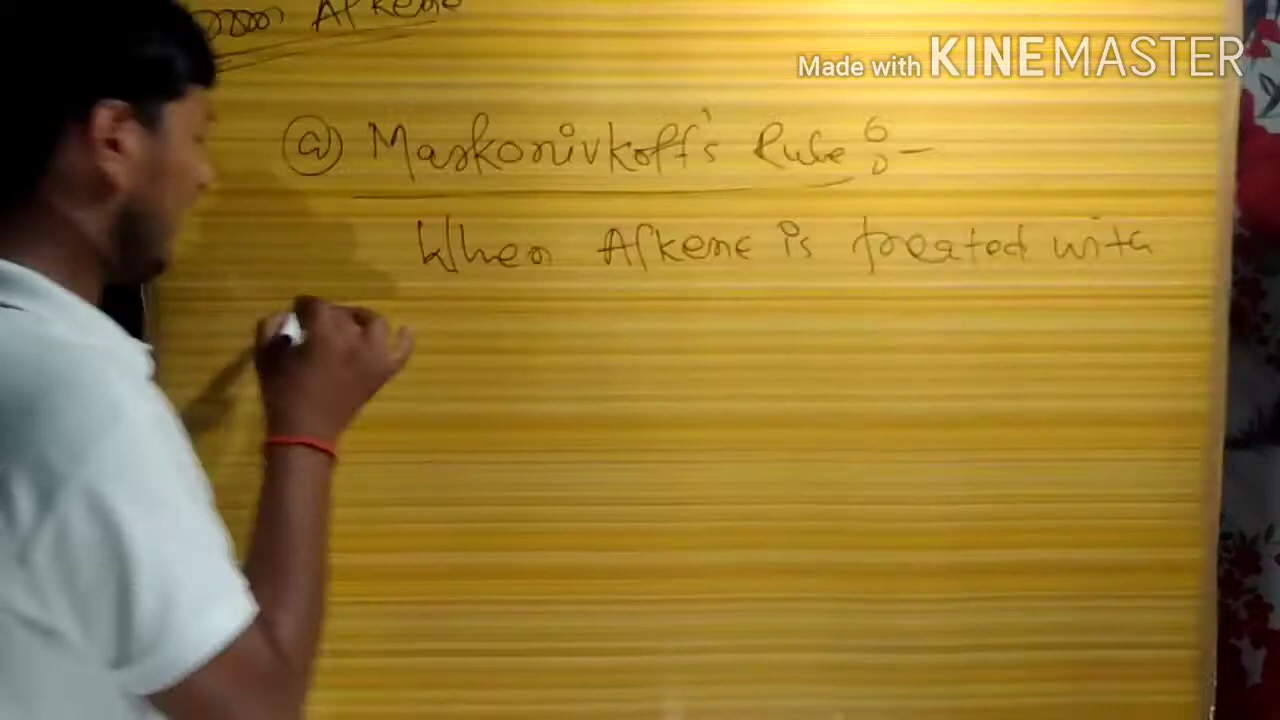 Alkene
Made with KINEMASTER
@ Markonivkoff's Rule :-
When Alkene is treated with